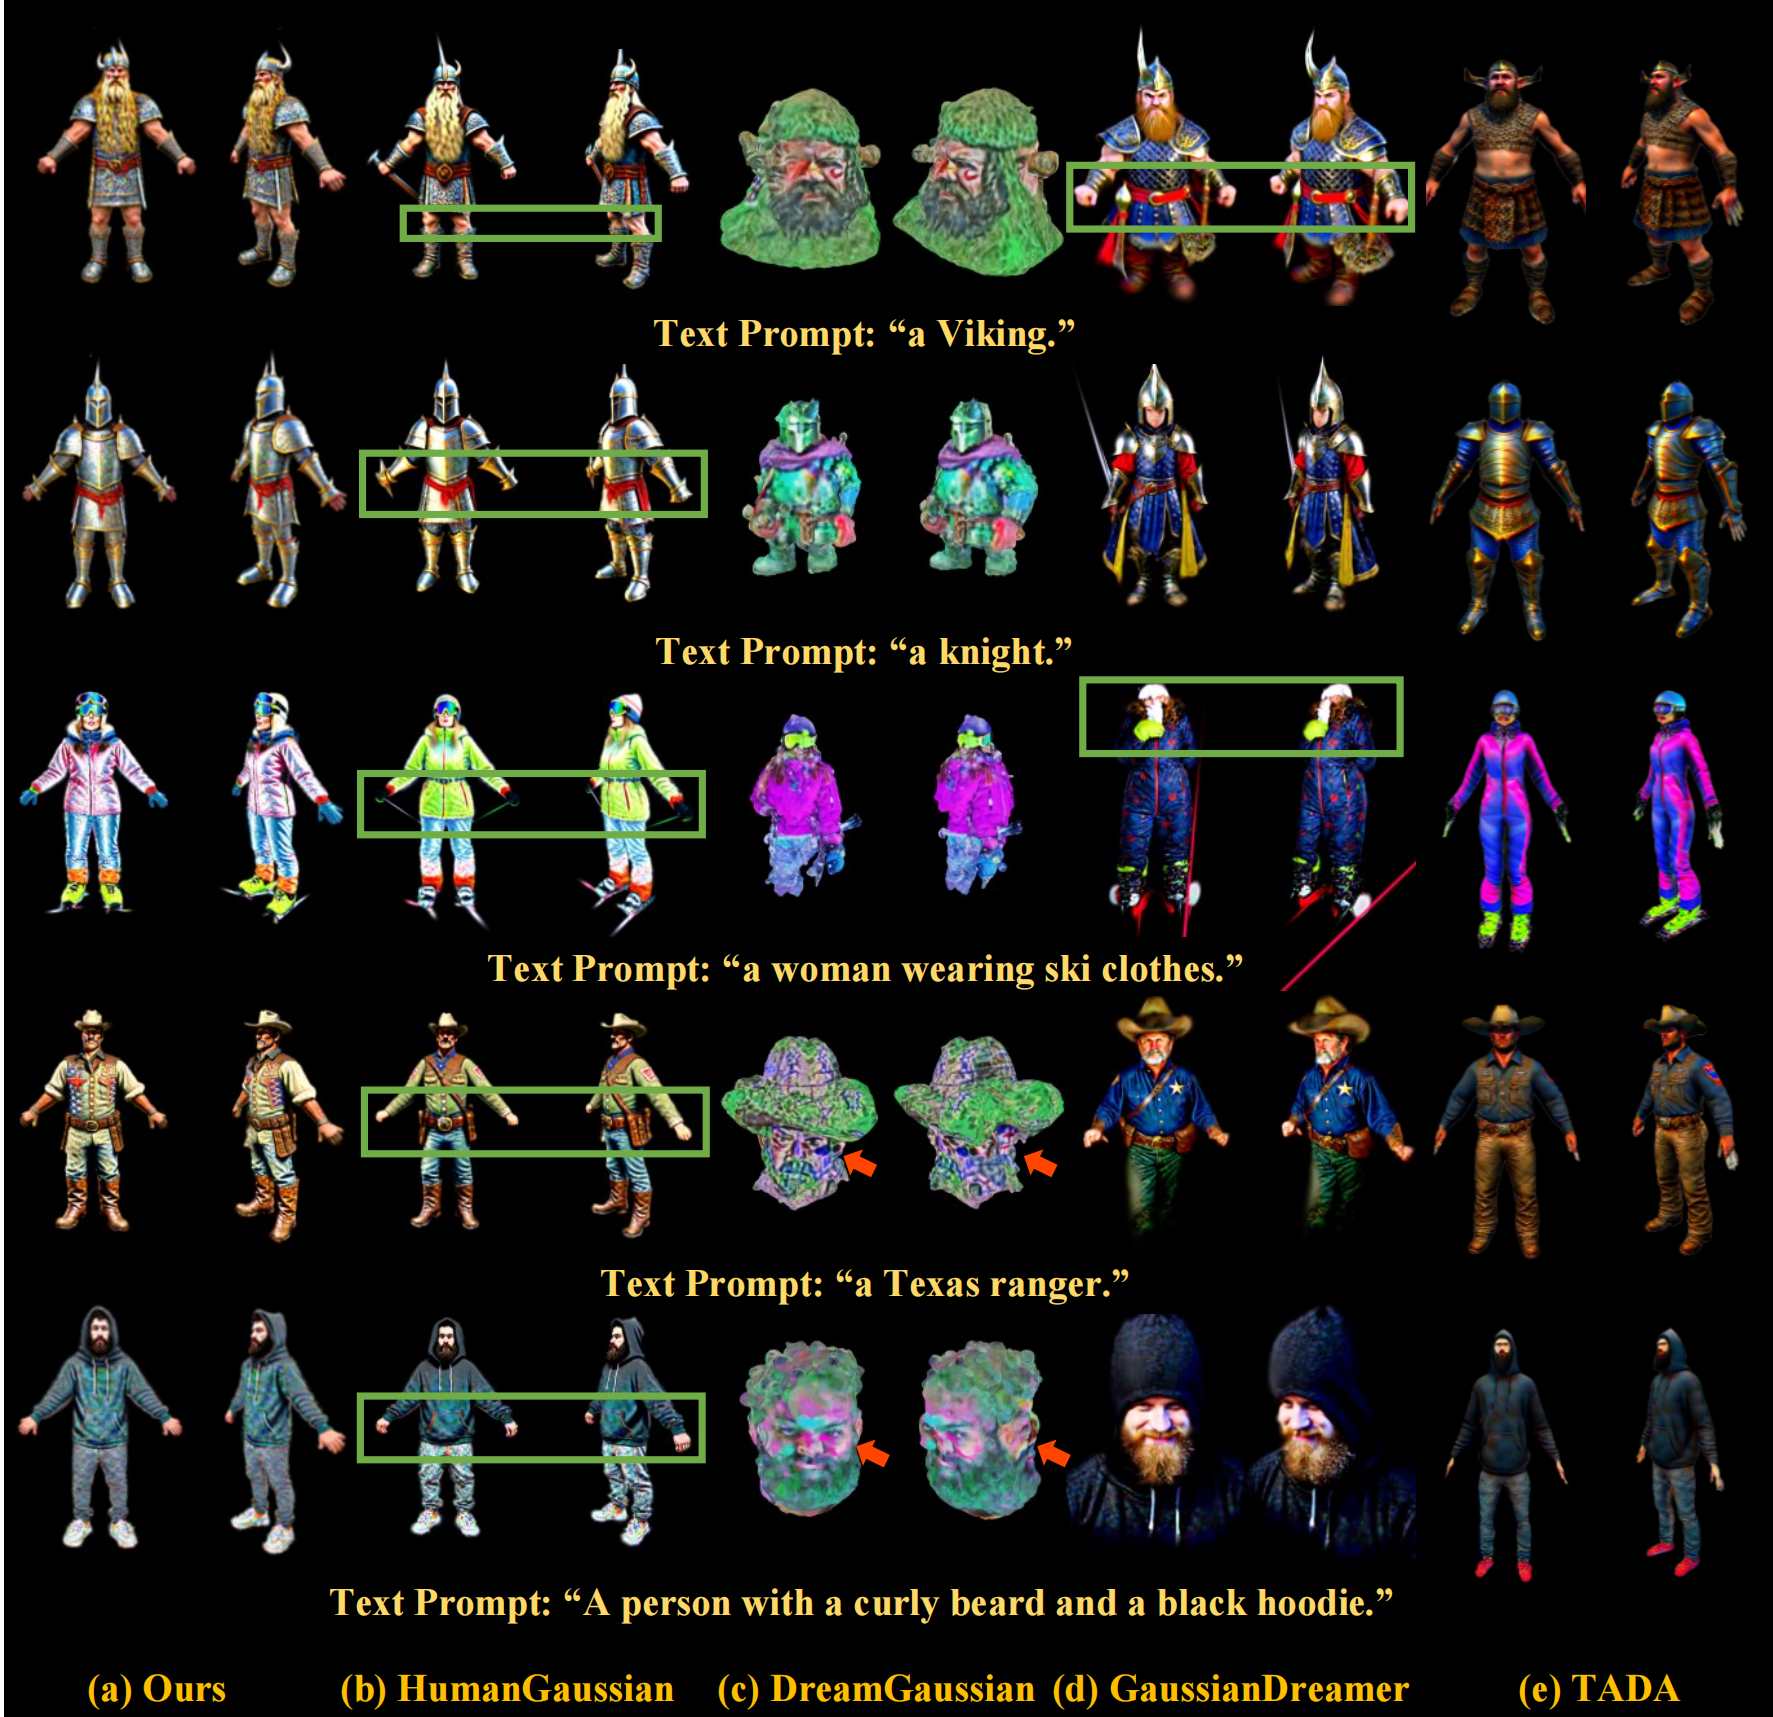 Text Prompt: “a Viking.”
Text Prompt: “a knight.”
Text Prompt: “a woman wearing ski clothes.”
Text Prompt: “a Texas ranger.”
Text Prompt: “A person with a curly beard and a black hoodie.”
(a) Ours (b) HumanGaussian (c) DreamGaussian (d) GaussianDreamer (e) TADA